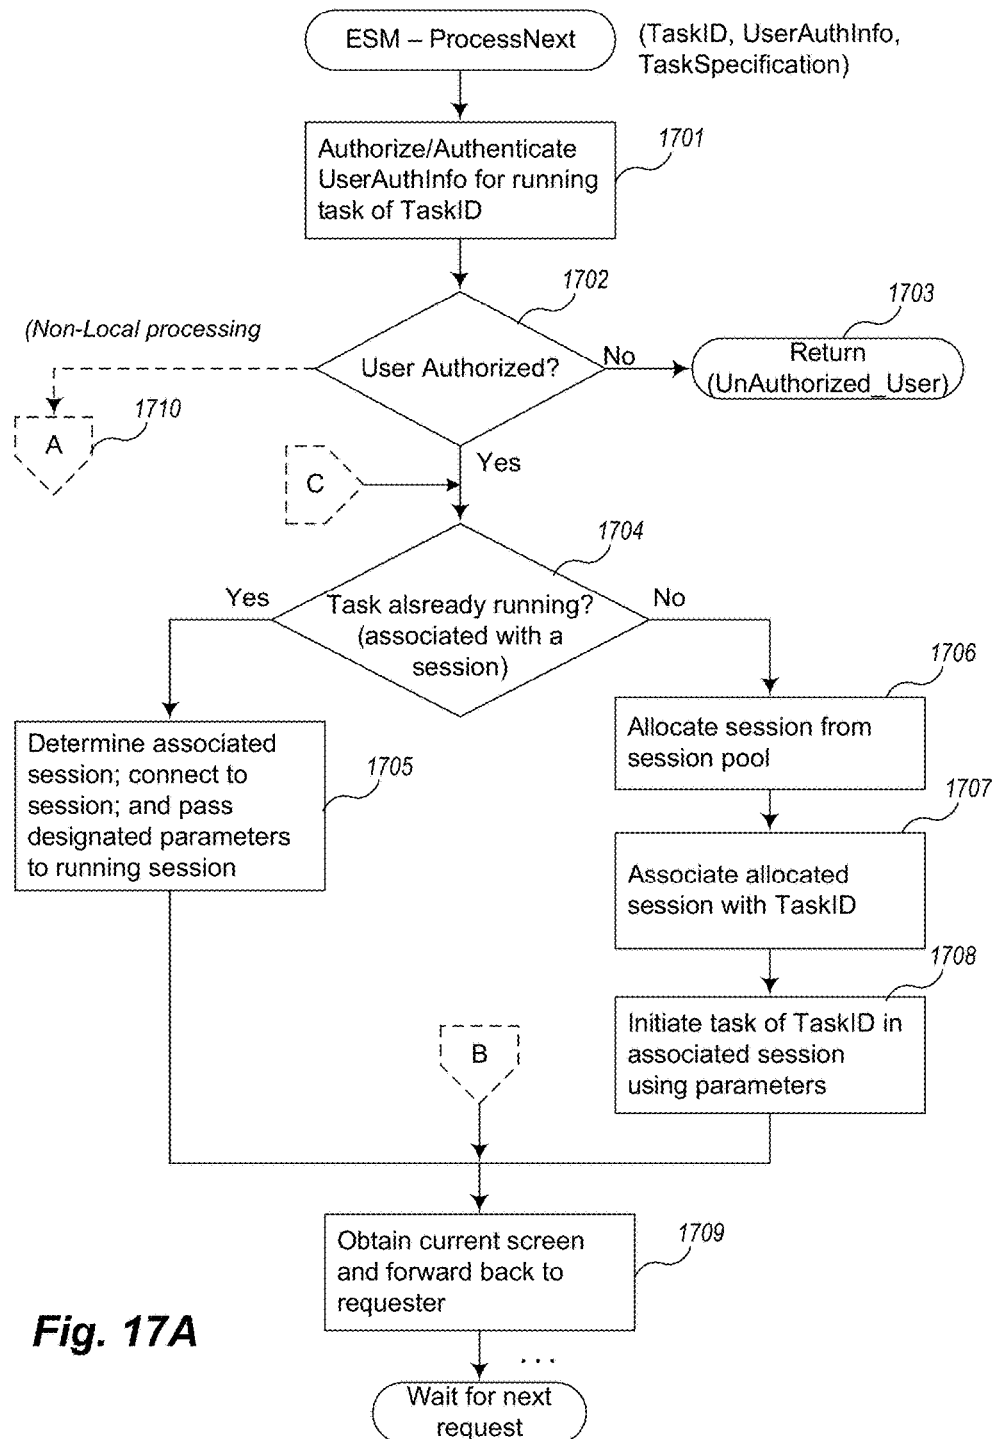 ESM – ProcessNext
(TaskID, UserAuthInfo,
TaskSpecification)
1701
Authorize/Authenticate
UserAuthInfo for running
task of TaskID
1702
1703
(Non-Local processing
User Authorized?
No
Return
(UnAuthorized_User)
1710
A
Yes
C
1704
Yes
Task alsready running?
(associated with a
session)
No
1706
Allocate session from
session pool
Determine associated
session; connect to
session; and pass
designated parameters
to running session
1705
1707
Associate allocated
session with TaskID
1708
Initiate task of TaskID in
associated session
using parameters
B
1709
Obtain current screen
and forward back to
requester
Fig. 17A
. . .
Wait for next
request